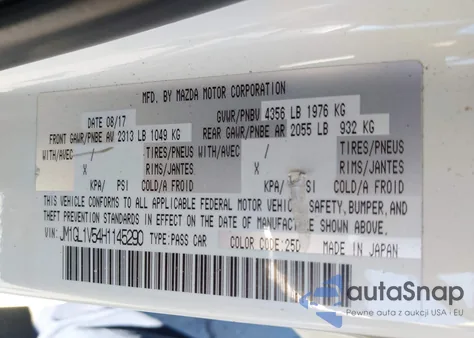 MFD. BY MAZDA MOTOR CORPORATION
DATE 08/17 GVWR/PNBV 4356 LB 1976 KG
FRONT GAWR/PNBE AV 2313 LB 1049 KG REAR GAWR/PNBE AR 2055 LB 932 KG
WITH/AVEC / TIRES/PNEUS WITH/AVEC / TIRES/PNEUS
X RIMS/JANTES X RIMS/JANTES
KPA/ PSI COLD/A FROID KPA/ PSI COLD/A FROID
THIS VEHICLE CONFORMS TO ALL APPLICABLE FEDERAL MOTOR VEHICLE SAFETY, BUMPER, AND
THEFT PREVENTION STANDARDS IN EFFECT ON THE DATE OF MANUFACTURE SHOWN ABOVE.
VIN: JM1GL1V54H1145290 TYPE:PASS CAR COLOR CODE:25D MADE IN JAPAN
autaSnap
Pewne auta z aukcji USA i EU